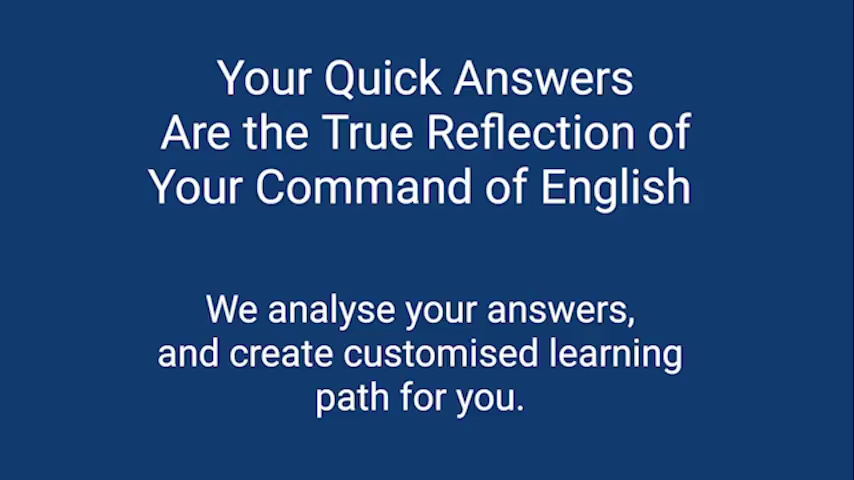 Your Quick Answers
Are the True Reflection of
Your Command of English
We analyse your answers,
and create customised learning
path for you.